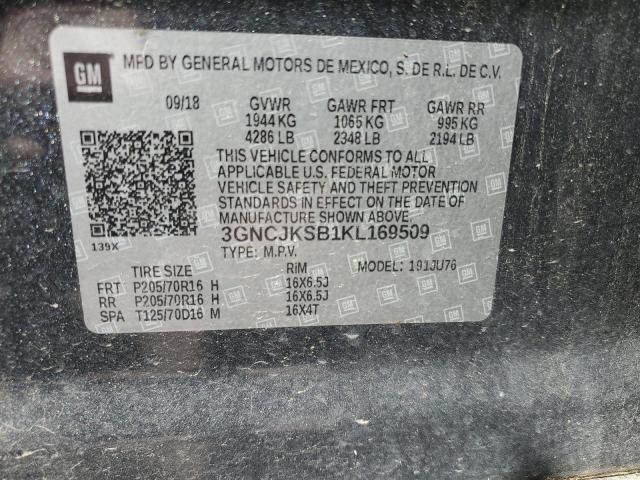 GM
MFD BY GENERAL MOTORS DE MEXICO, S. DE R.L. DE C.V.
09/18 GVWR GAWR FRT GAWR RR
1944 KG 1065 KG 995 KG
4286 LB 2348 LB 2194 LB
THIS VEHICLE CONFORMS TO ALL
APPLICABLE U.S. FEDERAL MOTOR
VEHICLE SAFETY AND THEFT PREVENTION
STANDARDS IN EFFECT ON THE DATE OF
MANUFACTURE SHOWN ABOVE.
3GNCJKSB1KL169509
139X TYPE: M.P.V. MODEL: 191JU76
TIRE SIZE RIM
FRT P205/70R16 H 16X6.5J
RR P205/70R16 H 16X6.5J
SPA T125/70D16 M 16X4T